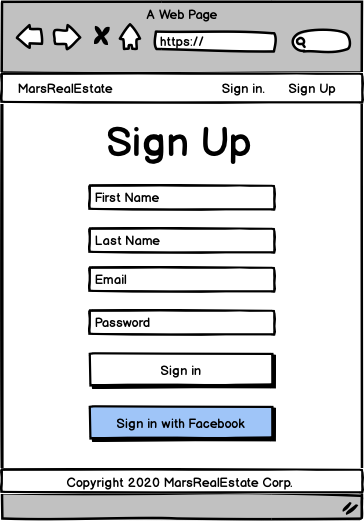 A Web Page
https://
MarsRealEstate Sign in. Sign Up
Sign Up
First Name
Last Name
Email
Password
Sign in
Sign in with Facebook
Copyright 2020 MarsRealEstate Corp.